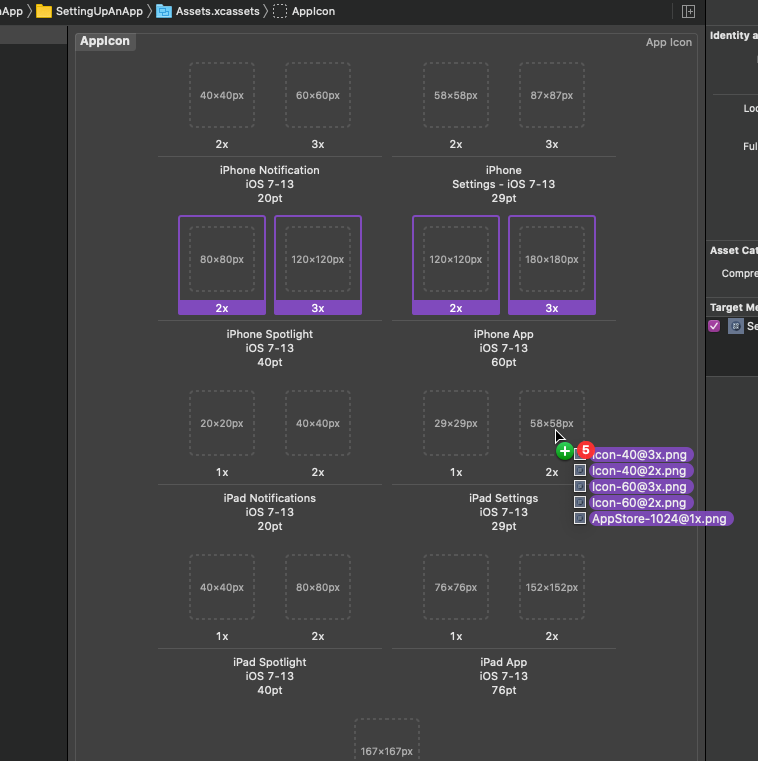 App SettingUpAnApp Assets.xcassets AppIcon
Identity a
AppIcon App Icon
40×40px 60×60px 58×58px 87×87px
2x 3x 2x 3x
Loc
Full
iPhone Notification
iOS 7-13
20pt
iPhone
Settings - iOS 7-13
29pt
80×80px 120×120px 120×120px 180×180px
2x 3x 2x 3x
Asset Cat
Compre
Target Me
Se
iPhone Spotlight
iOS 7-13
40pt
iPhone App
iOS 7-13
60pt
20×20px 40×40px 29×29px 58×58px
5
Icon-40@3x.png
Icon-40@2x.png
Icon-60@3x.png
Icon-60@2x.png
AppStore-1024@1x.png
1x 2x 1x 2x
iPad Notifications
iOS 7-13
20pt
iPad Settings
iOS 7-13
29pt
40×40px 80×80px 76×76px 152×152px
1x 2x 1x 2x
iPad Spotlight
iOS 7-13
40pt
iPad App
iOS 7-13
76pt
167×167px